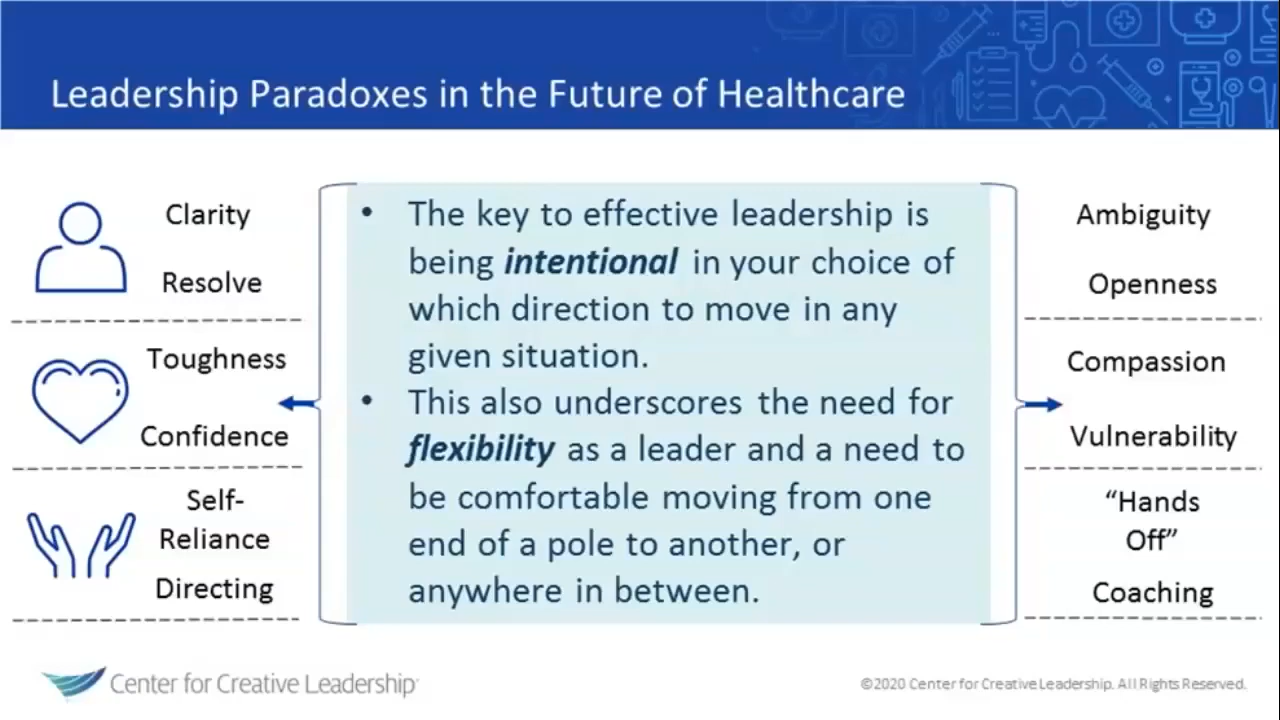 Leadership Paradoxes in the Future of Healthcare
Clarity
Resolve
Toughness
Confidence
Self-
Reliance
Directing
• The key to effective leadership is
being intentional in your choice of
which direction to move in any
given situation.
• This also underscores the need for
flexibility as a leader and a need to
be comfortable moving from one
end of a pole to another, or
anywhere in between.
Ambiguity
Openness
Compassion
Vulnerability
“Hands
Off”
Coaching
Center for Creative Leadership
©2020 Center for Creative Leadership. All Rights Reserved.